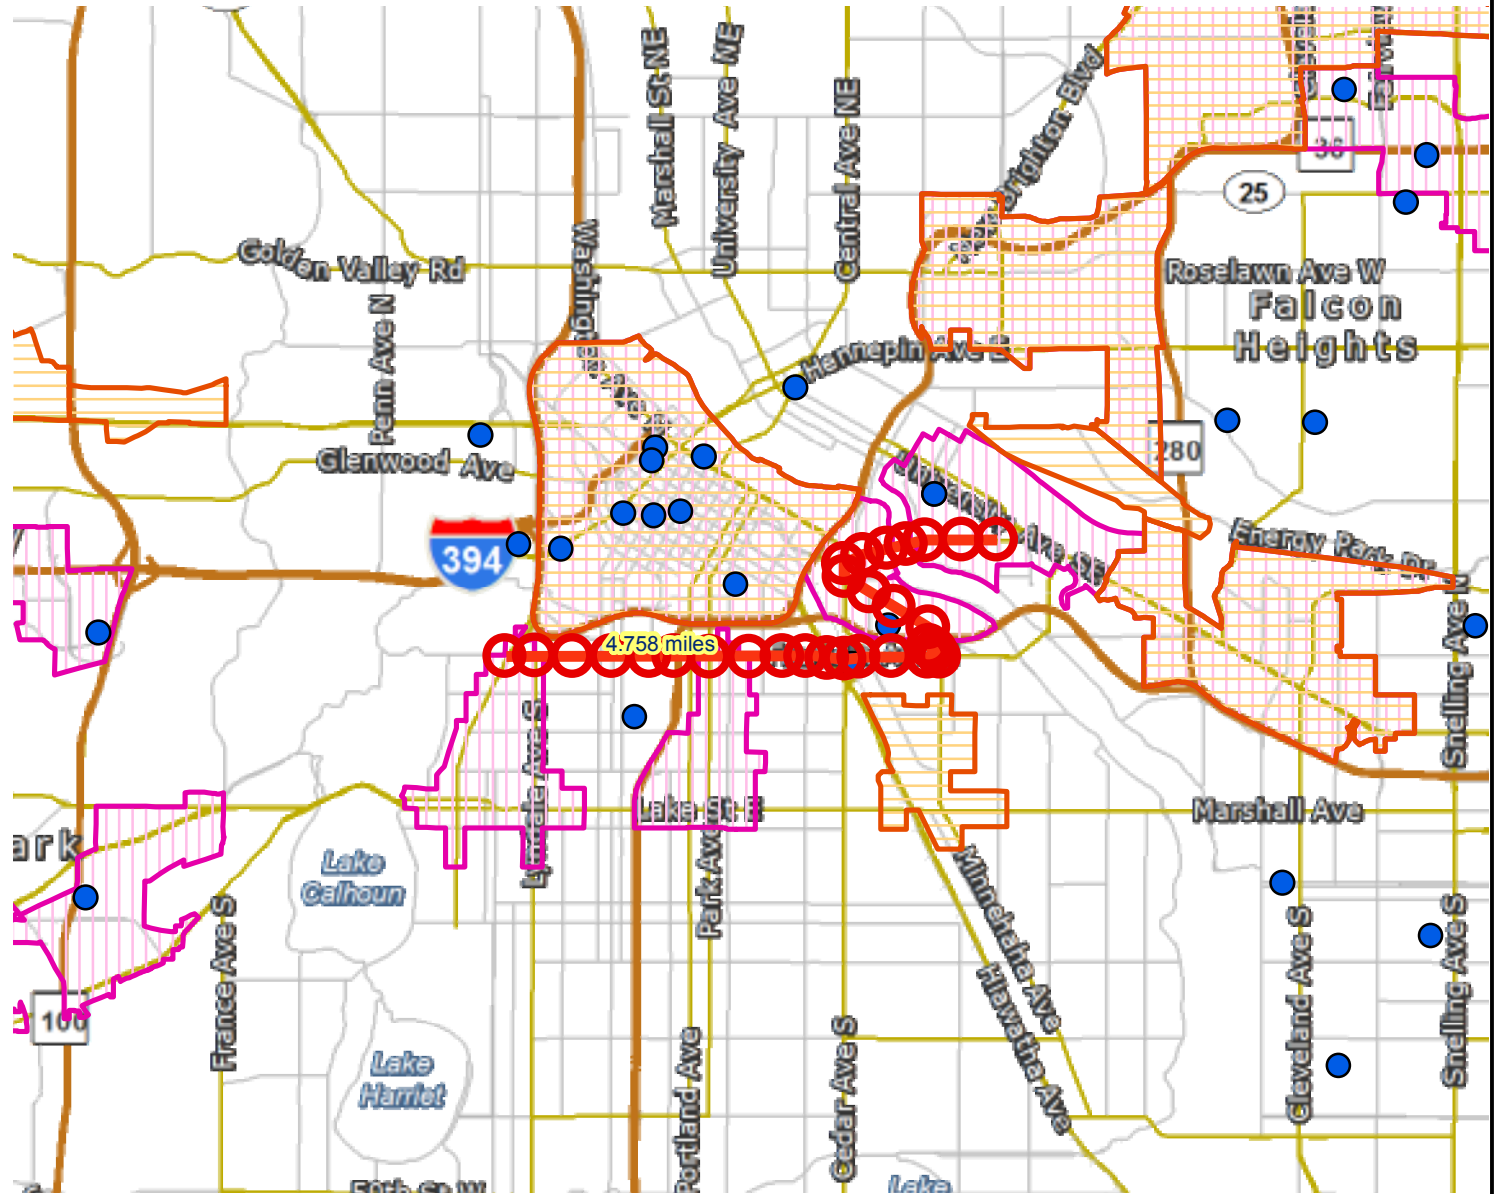 Marshall St NE
University Ave NE
Central Ave NE
Brighton Blvd
36
25
Golden Valley Rd
Roselawn Ave W
Falcon
Heights
Penn Ave N
Hennepin Ave E
Glenwood Ave
280
394
Energy Park Dr
4.758 miles
Snelling Ave N
Lyndale Ave S
Lake St E
Marshall Ave
ark
Lake
Calhoun
Park Ave
Minnehaha Ave
France Ave S
Hiawatha Ave
Cleveland Ave S
Snelling Ave S
100
Lake
Harriet
Portland Ave
Cedar Ave S
50th St W
Lake